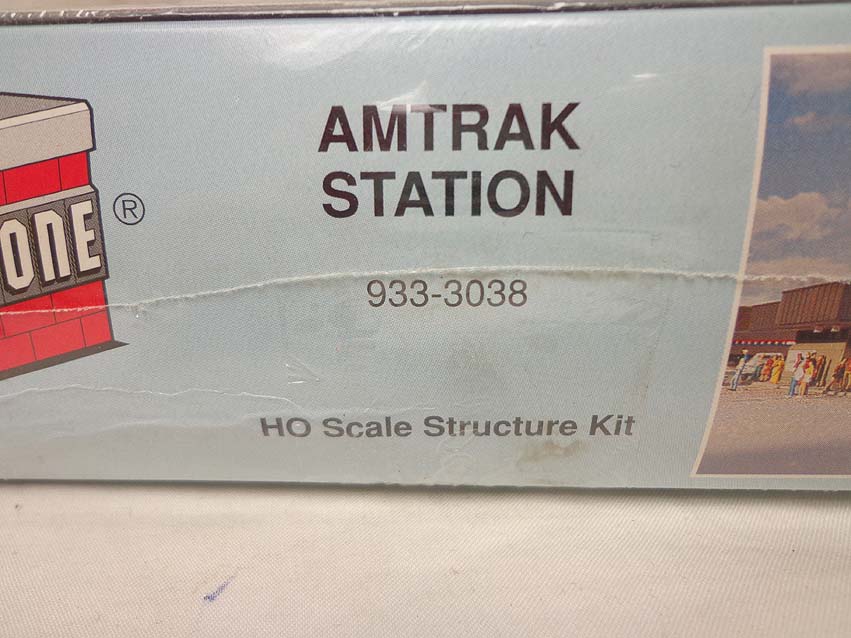 AMTRAK
STATION
ONE
®
933-3038
HO Scale Structure Kit